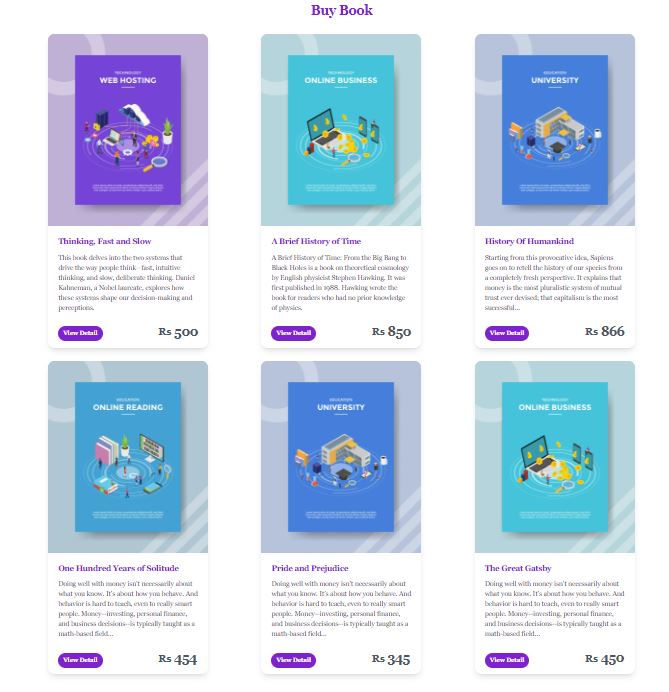 Buy Book
TECHNOLOGY
WEB HOSTING
TECHNOLOGY
ONLINE BUSINESS
EDUCATION
UNIVERSITY
Thinking, Fast and Slow
This book delves into the two systems that
drive the way people think--fast, intuitive
thinking, and slow, deliberate thinking. Daniel
Kahneman, a Nobel laureate, explores how
these systems shape our decision-making and
perceptions.
View Detail
Rs 500
A Brief History of Time
A Brief History of Time: From the Big Bang to
Black Holes is a book on theoretical cosmology
by English physicist Stephen Hawking. It was
first published in 1988. Hawking wrote the
book for readers who had no prior knowledge
of physics.
View Detail
Rs 850
History Of Humankind
Starting from this provocative idea, Sapiens
goes on to retell the history of our species from
a completely fresh perspective. It explains that
money is the most pluralistic system of mutual
trust ever devised; that capitalism is the most
successful...
View Detail
Rs 866
EDUCATION
ONLINE READING
EDUCATION
UNIVERSITY
TECHNOLOGY
ONLINE BUSINESS
One Hundred Years of Solitude
Doing well with money isn't necessarily about
what you know. It's about how you behave. And
behavior is hard to teach, even to really smart
people. Money--investing, personal finance,
and business decisions--is typically taught as a
math-based field...
View Detail
Rs 454
Pride and Prejudice
Doing well with money isn't necessarily about
what you know. It's about how you behave. And
behavior is hard to teach, even to really smart
people. Money--investing, personal finance,
and business decisions--is typically taught as a
math-based field...
View Detail
Rs 345
The Great Gatsby
Doing well with money isn't necessarily about
what you know. It's about how you behave. And
behavior is hard to teach, even to really smart
people. Money--investing, personal finance,
and business decisions--is typically taught as a
math-based field...
View Detail
Rs 450